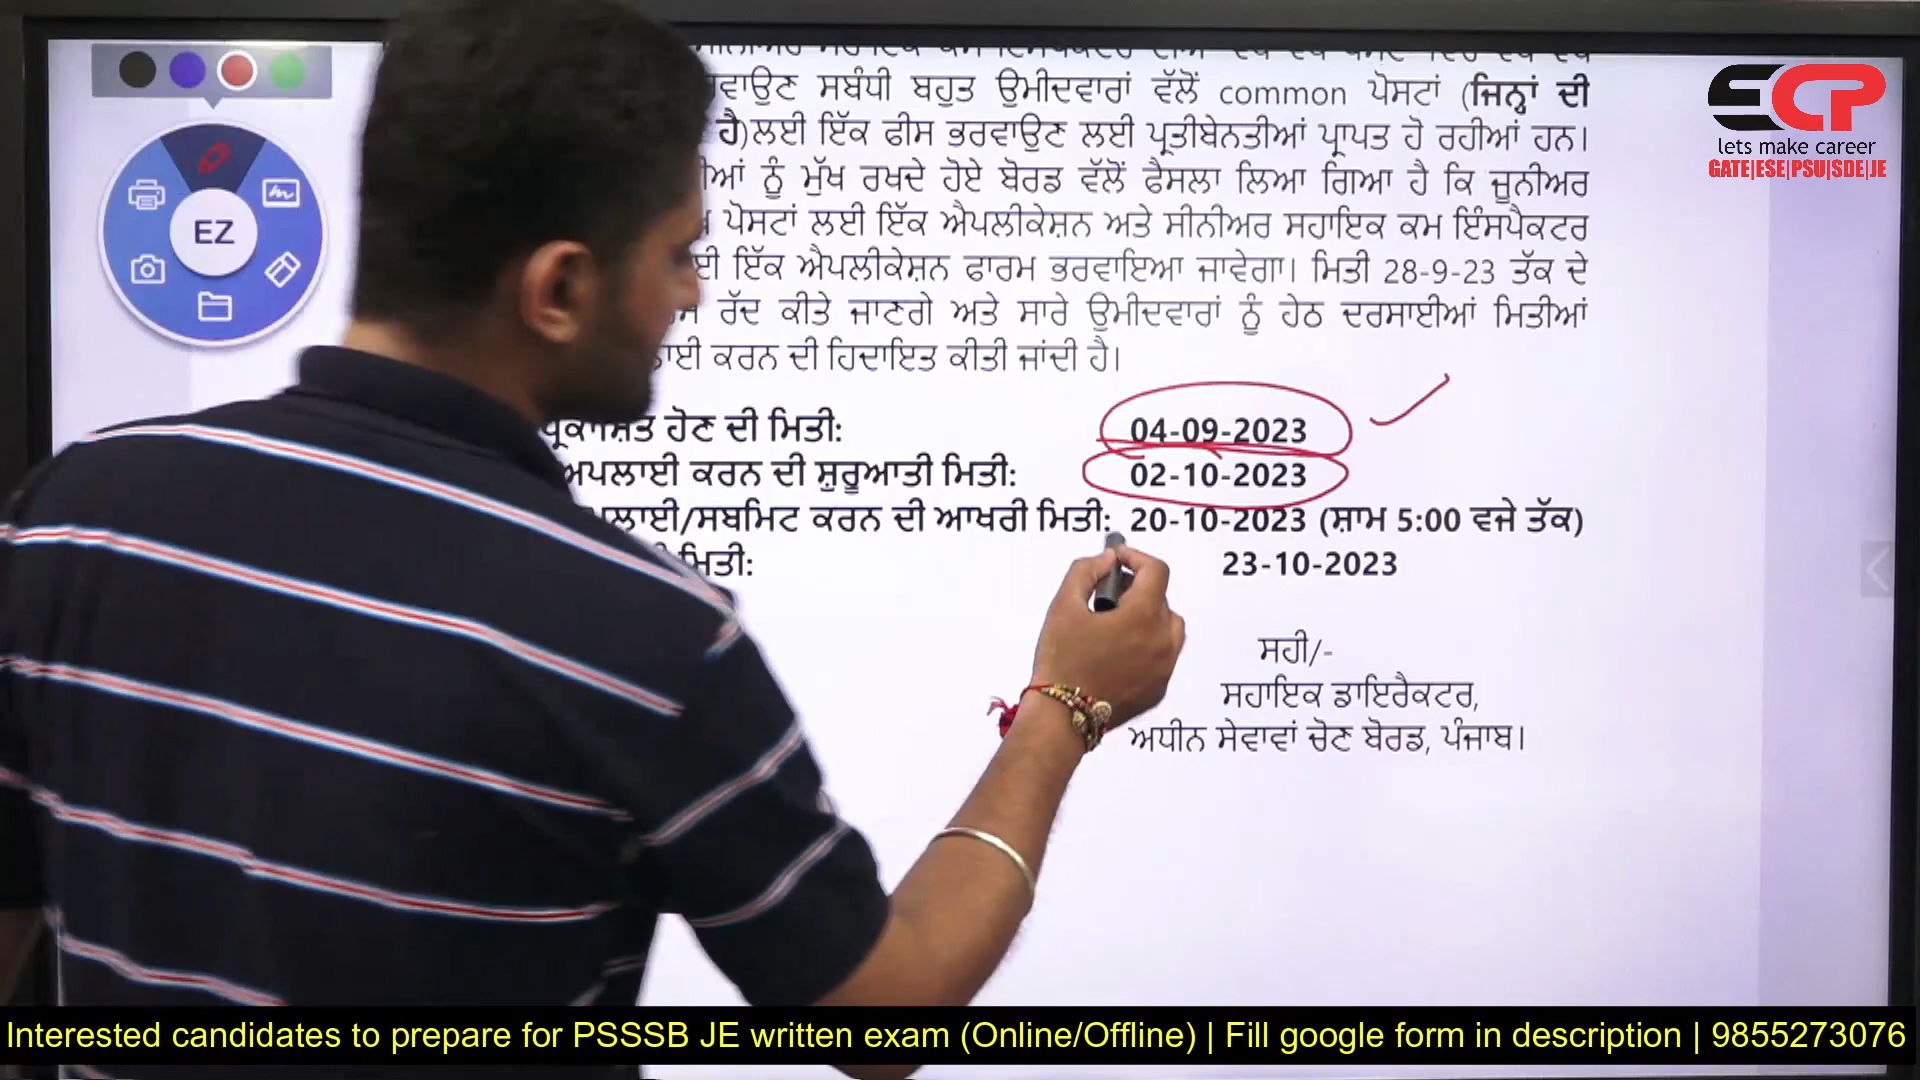 ਵਾਉਣ ਸਬੰਧੀ ਬਹੁਤ ਉਮੀਦਵਾਰਾਂ ਵੱਲੋਂ common ਪੋਸਟਾਂ (ਜਿਨ੍ਹਾਂ ਦੀ
ਹੈ)ਲਈ ਇੱਕ ਫੀਸ ਭਰਵਾਉਣ ਲਈ ਪ੍ਰਤੀਬੇਨਤੀਆਂ ਪ੍ਰਾਪਤ ਹੋ ਰਹੀਆਂ ਹਨ।
ਨੂੰ ਮੁੱਖ ਰਖਦੇ ਹੋਏ ਬੋਰਡ ਵੱਲੋਂ ਫੈਸਲਾ ਲਿਆ ਗਿਆ ਹੈ ਕਿ ਜੂਨੀਅਰ
ਪੋਸਟਾਂ ਲਈ ਇੱਕ ਐਪਲੀਕੇਸ਼ਨ ਅਤੇ ਸੀਨੀਅਰ ਸਹਾਇਕ ਕਮ ਇੰਸਪੈਕਟਰ
ਇੱਕ ਐਪਲੀਕੇਸ਼ਨ ਫਾਰਮ ਭਰਵਾਇਆ ਜਾਵੇਗਾ। ਮਿਤੀ 28-9-23 ਤੱਕ ਦੇ
ਰੱਦ ਕੀਤੇ ਜਾਣਗੇ ਅਤੇ ਸਾਰੇ ਉਮੀਦਵਾਰਾਂ ਨੂੰ ਹੇਠ ਦਰਸਾਈਆਂ ਮਿਤੀਆਂ
ਕਰਨ ਦੀ ਹਿਦਾਇਤ ਕੀਤੀ ਜਾਂਦੀ ਹੈ।
ਪ੍ਰਕਾਸ਼ਿਤ ਹੋਣ ਦੀ ਮਿਤੀ: 04-09-2023
ਅਪਲਾਈ ਕਰਨ ਦੀ ਸ਼ੁਰੂਆਤੀ ਮਿਤੀ: 02-10-2023
ਪਲਾਈ/ਸਬਮਿਟ ਕਰਨ ਦੀ ਆਖਰੀ ਮਿਤੀ: 20-10-2023 (ਸ਼ਾਮ 5:00 ਵਜੇ ਤੱਕ)
ਮਿਤੀ: 23-10-2023
ਸਹੀ/-
ਸਹਾਇਕ ਡਾਇਰੈਕਟਰ,
ਅਧੀਨ ਸੇਵਾਵਾਂ ਚੋਣ ਬੋਰਡ, ਪੰਜਾਬ।
EZ
ECP
lets make career
GATE|ESE|PSU|SDE|JE
Interested candidates to prepare for PSSSB JE written exam (Online/Offline) | Fill google form in description | 9855273076